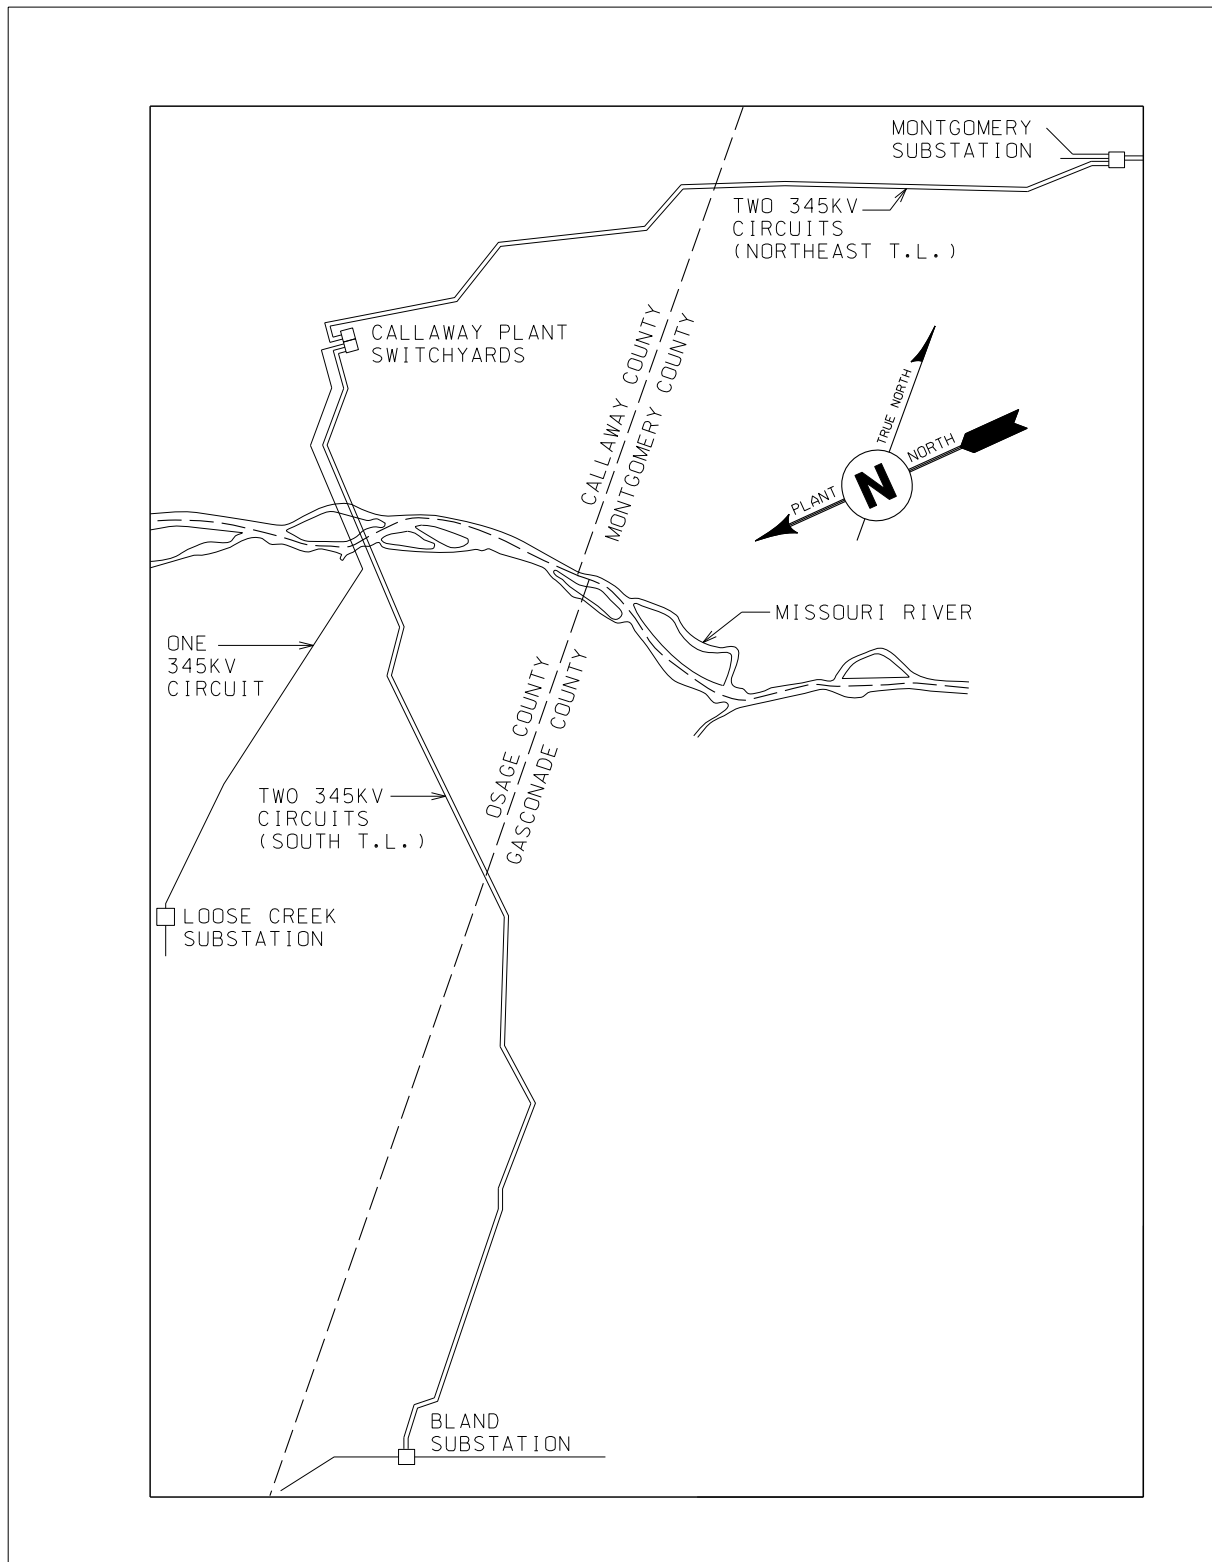 MONTGOMERY
SUBSTATION
TWO 345KV
CIRCUITS
(NORTHEAST T.L.)
CALLAWAY PLANT
SWITCHYARDS
CALLAWAY COUNTY
MONTGOMERY COUNTY
TRUE NORTH
NORTH
N
PLANT
MISSOURI RIVER
ONE
345KV
CIRCUIT
OSAGE COUNTY
GASCONADE COUNTY
TWO 345KV
CIRCUITS
(SOUTH T.L.)
LOOSE CREEK
SUBSTATION
BLAND
SUBSTATION